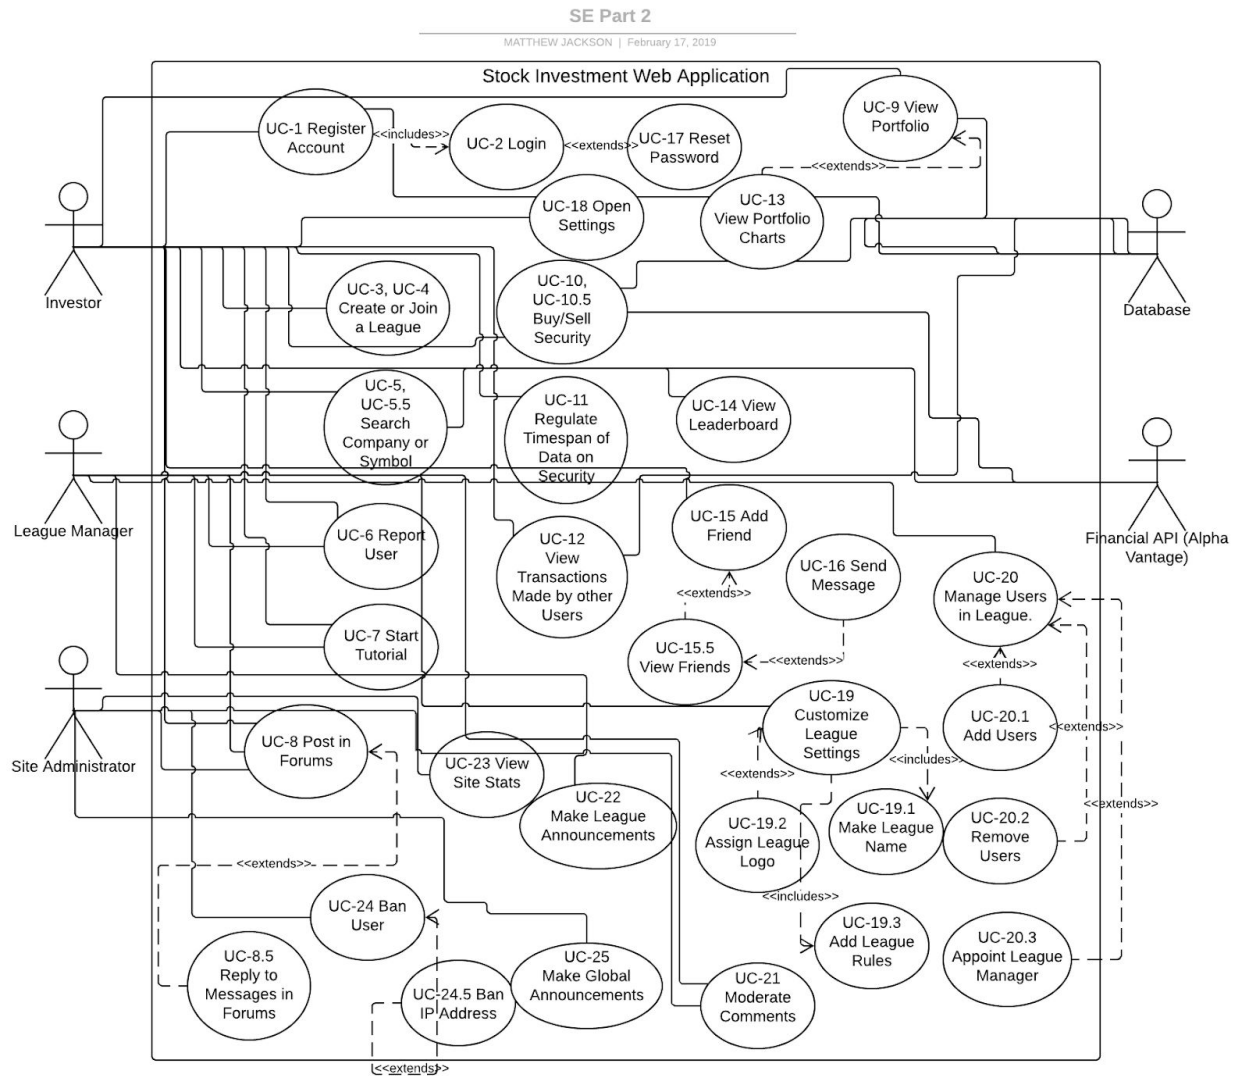 SE Part 2
MATTHEW JACKSON | February 17, 2019
Stock Investment Web Application
UC-1 Register
Account
<<includes>>
UC-2 Login
<<extends>>
UC-17 Reset
Password
UC-9 View
Portfolio
<<extends>>
UC-18 Open
Settings
UC-13
View Portfolio
Charts
Investor
Database
UC-3, UC-4
Create or Join
a League
UC-10,
UC-10.5
Buy/Sell
Security
UC-5,
UC-5.5
Search
Company or
Symbol
UC-11
Regulate
Timespan of
Data on
Security
UC-14 View
Leaderboard
League Manager
Financial API (Alpha
Vantage)
UC-6 Report
User
UC-12
View
Transactions
Made by other
Users
UC-15 Add
Friend
UC-16 Send
Message
UC-20
Manage Users
in League.
<<extends>>
UC-7 Start
Tutorial
UC-15.5
View Friends
<<extends>>
<<extends>>
Site Administrator
UC-8 Post in
Forums
UC-23 View
Site Stats
UC-19
Customize
League
Settings
UC-20.1
Add Users
<<extends>>
<<includes>>
<<extends>>
UC-22
Make League
Announcements
UC-19.2
Assign League
Logo
UC-19.1
Make League
Name
UC-20.2
Remove
Users
<<extends>>
<<extends>>
<<includes>>
UC-24 Ban
User
UC-19.3
Add League
Rules
UC-20.3
Appoint League
Manager
UC-8.5
Reply to
Messages in
Forums
UC-24.5 Ban
IP Address
UC-25
Make Global
Announcements
UC-21
Moderate
Comments
<<extends>>